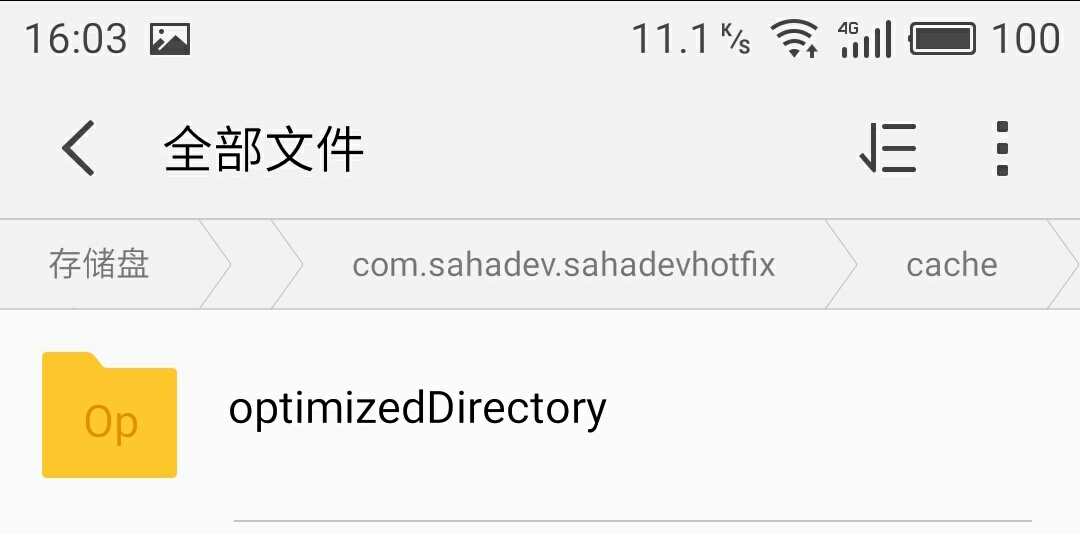 16:03 11.1 K/s 4G 100
全部文件
存储盘 com.sahadev.sahadevhotfix cache
Op optimizedDirectory